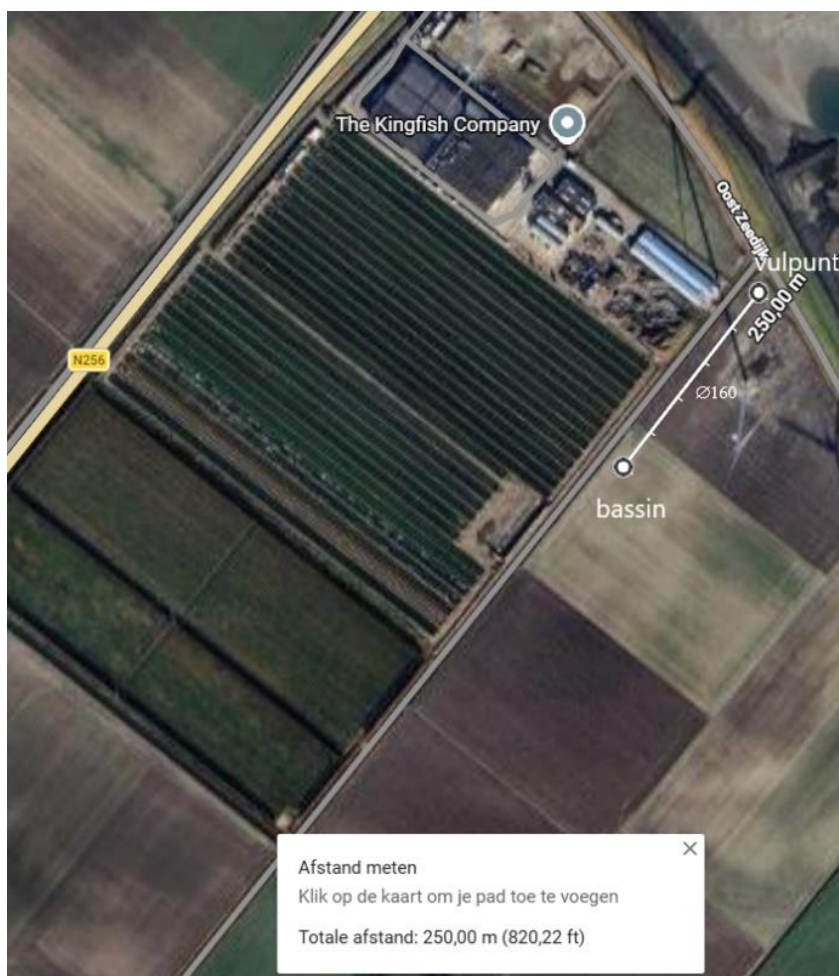 The Kingfish Company
Oost Zeedijk
vulpunt
250,00 m
N256
Ø160
bassin
Afstand meten
Klik op de kaart om je pad toe te voegen
Totale afstand: 250,00 m (820,22 ft)